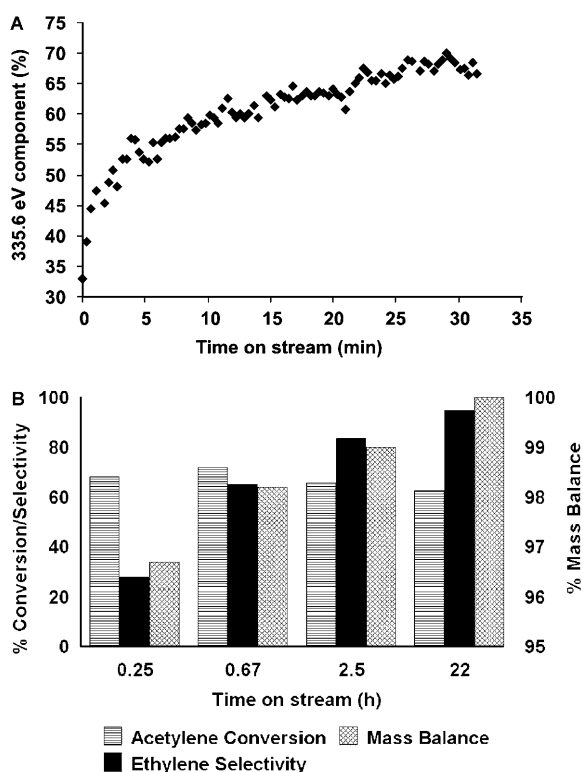 A
335.6 eV component (%)
75
70
65
60
55
50
45
40
35
30
0 5 10 15 20 25 30 35
Time on stream (min)
B
% Conversion/Selectivity
100
80
60
40
20
0
% Mass Balance
100
99
98
97
96
95
0.25 0.67 2.5 22
Time on stream (h)
Acetylene Conversion Mass Balance
Ethylene Selectivity